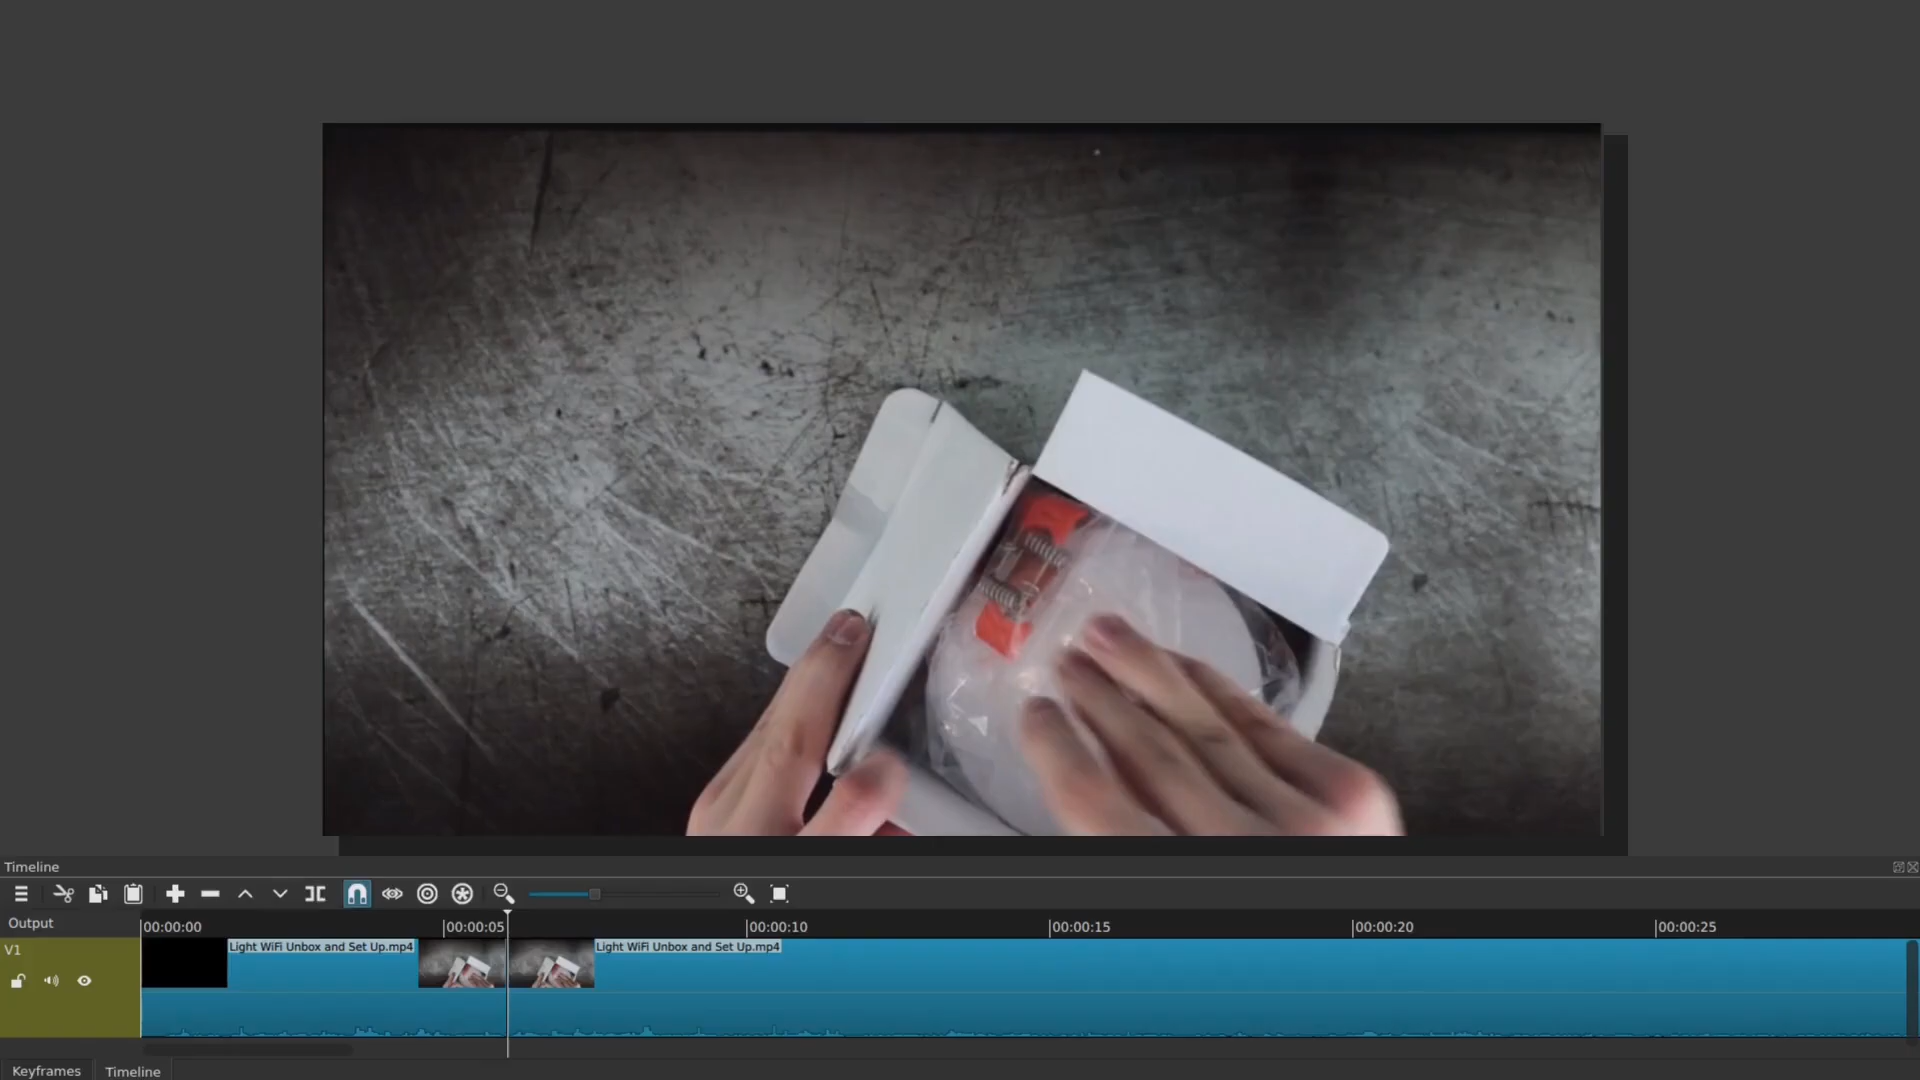 Timeline
Output
00:00:00
00:00:05
00:00:10
00:00:15
00:00:20
00:00:25
V1
Light WiFi Unbox and Set Up.mp4
Light WiFi Unbox and Set Up.mp4
Keyframes
Timeline